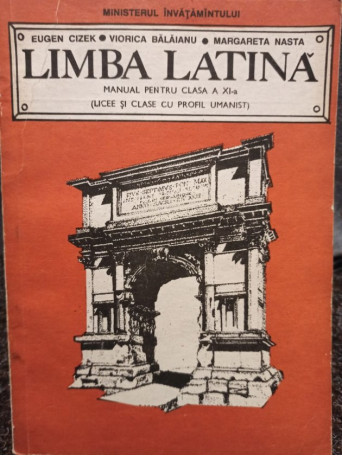 MINISTERUL ÎNVĂȚĂMÎNTULUI
EUGEN CIZEK ● VIORICA BĂLĂIANU ● MARGARETA NASTA
LIMBA LATINĂ
MANUAL PENTRU CLASA A XI-a
(LICEE ȘI CLASE CU PROFIL UMANIST)